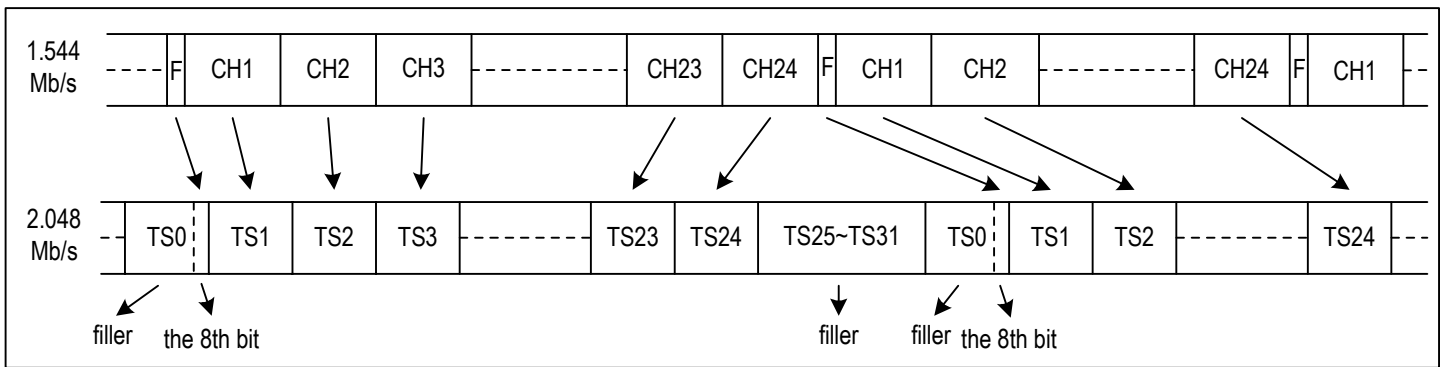 1.544 Mb/s
F CH1 CH2 CH3 CH23 CH24 F CH1 CH2 CH24 F CH1
2.048 Mb/s
TS0 TS1 TS2 TS3 TS23 TS24 TS25~TS31 TS0 TS1 TS2 TS24
filler the 8th bit filler filler the 8th bit